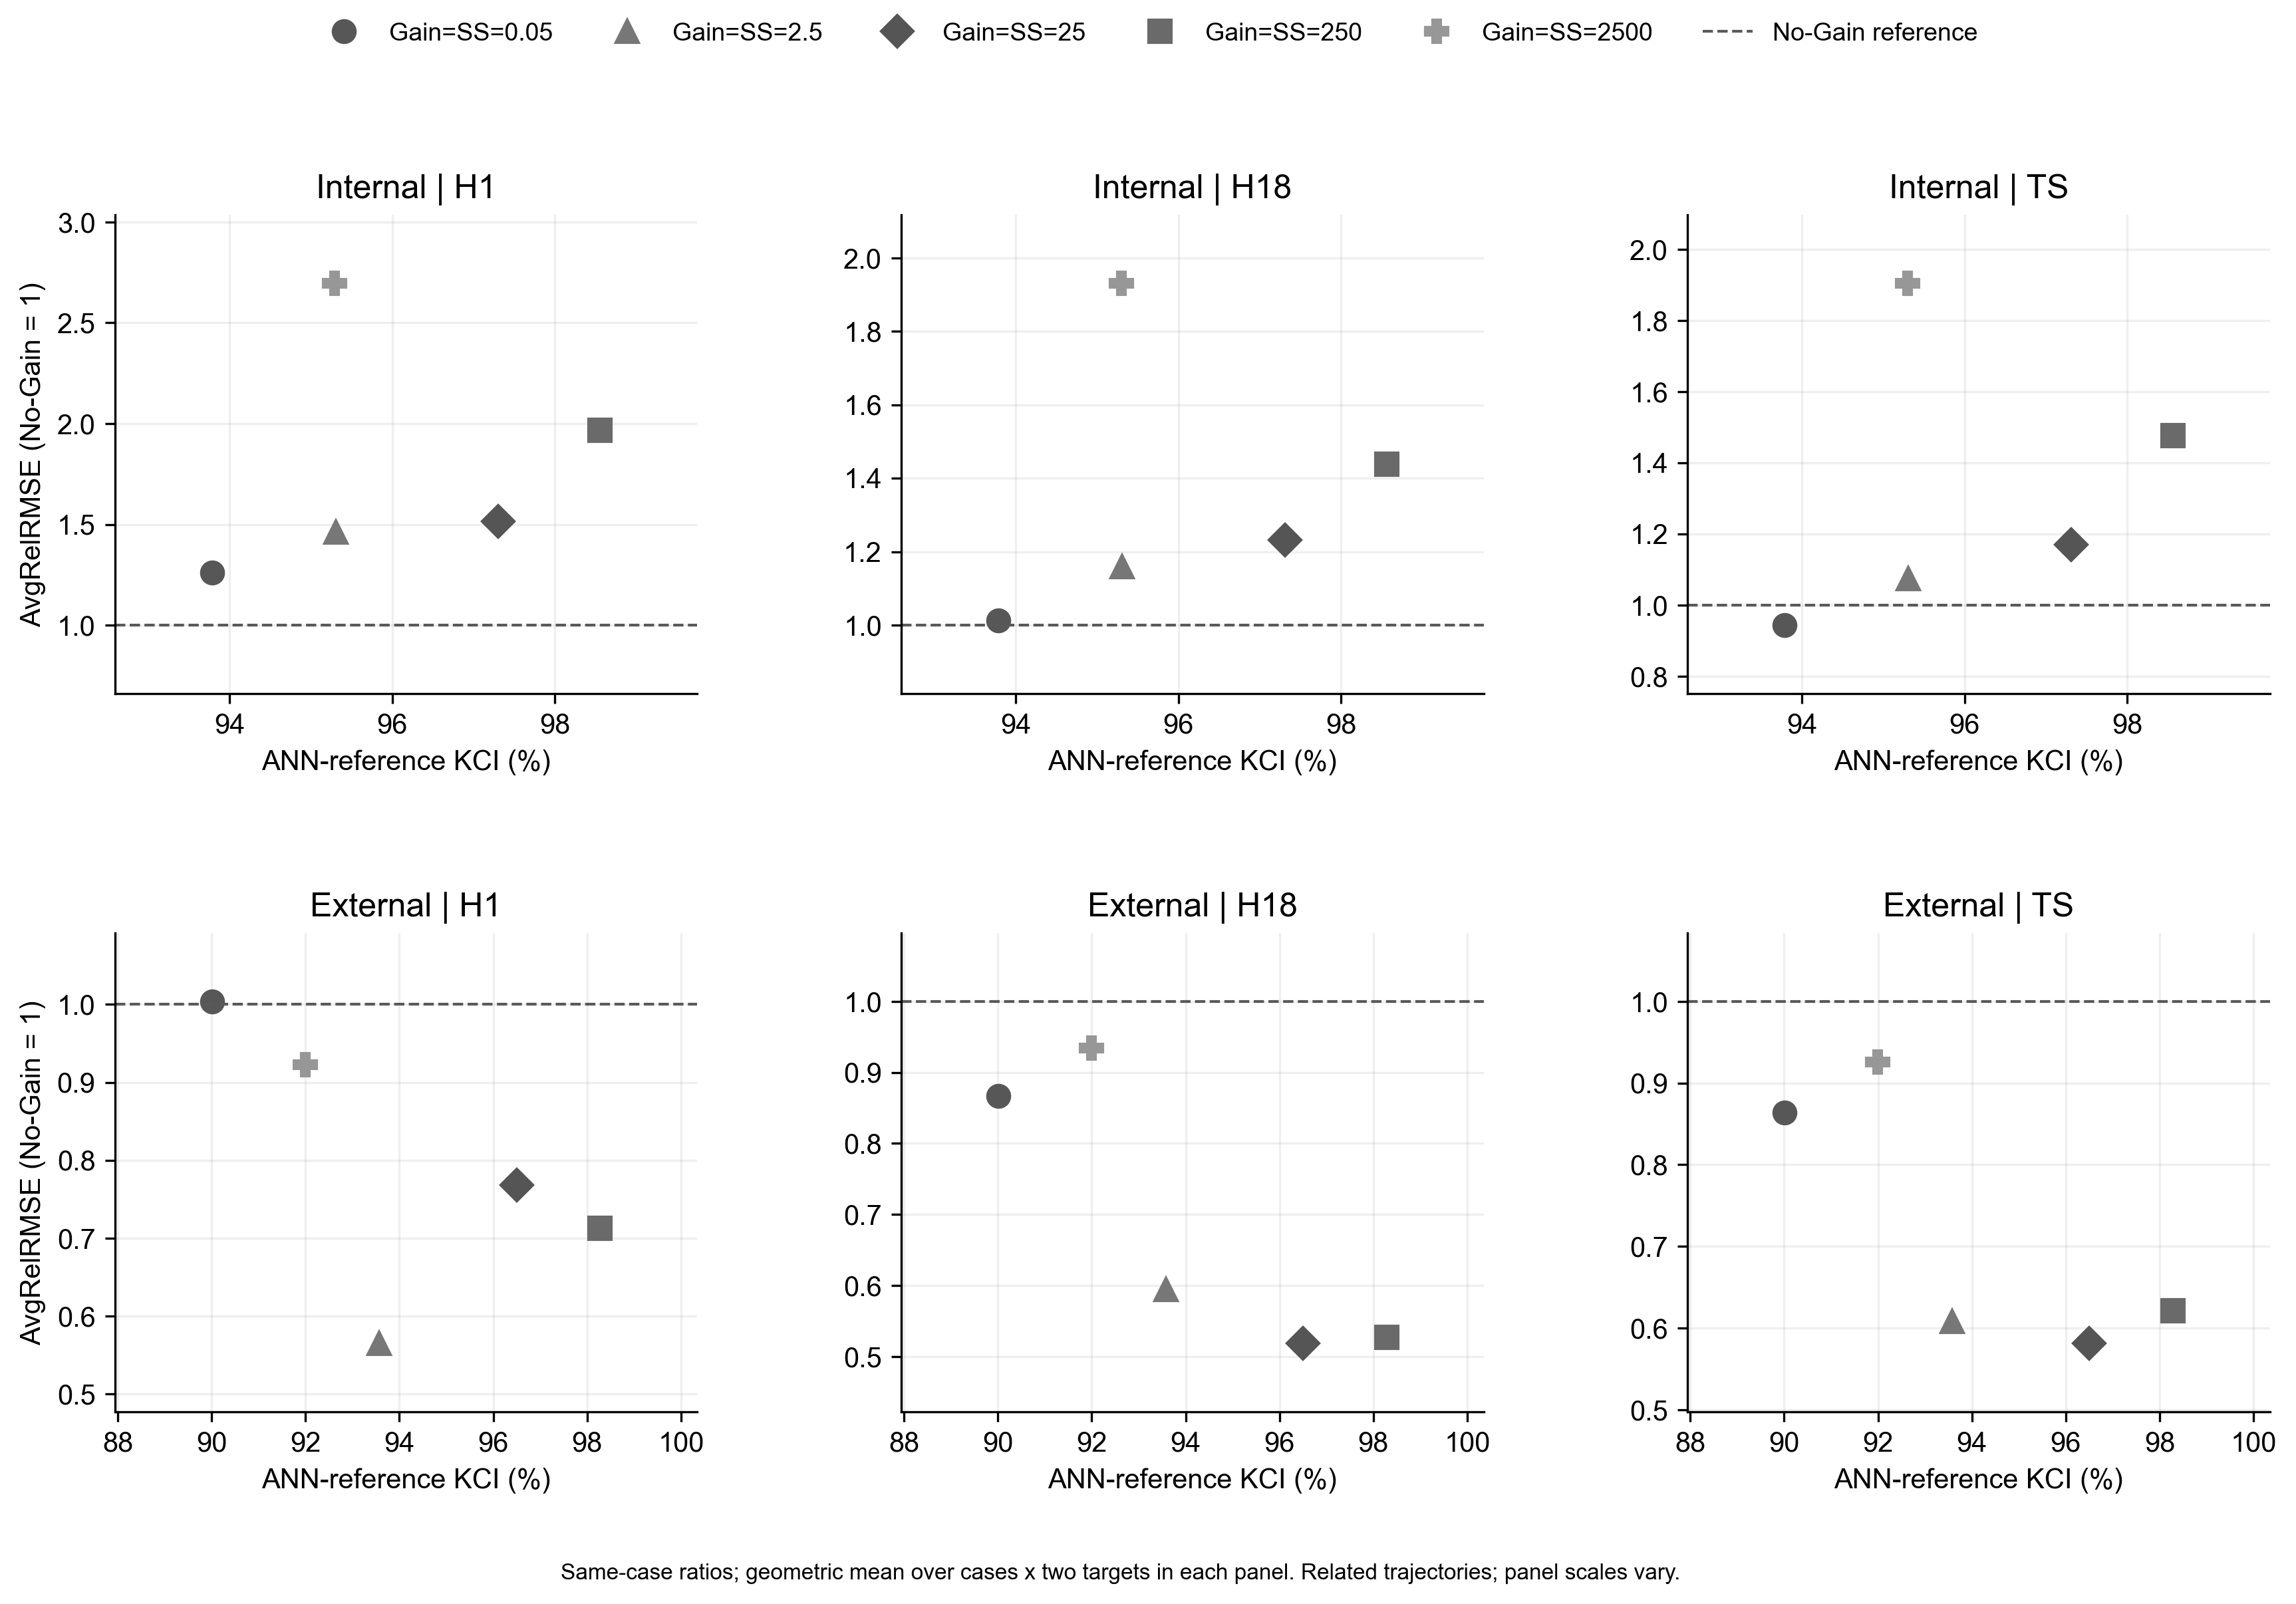 Gain=SS=0.05 Gain=SS=2.5 Gain=SS=25 Gain=SS=250 Gain=SS=2500 No-Gain reference
Internal | H1
AvgRelRMSE (No-Gain = 1)
3.0
2.5
2.0
1.5
1.0
94 96 98
ANN-reference KCI (%)
Internal | H18
2.0
1.8
1.6
1.4
1.2
1.0
94 96 98
ANN-reference KCI (%)
Internal | TS
2.0
1.8
1.6
1.4
1.2
1.0
0.8
94 96 98
ANN-reference KCI (%)
External | H1
AvgRelRMSE (No-Gain = 1)
1.0
0.9
0.8
0.7
0.6
0.5
88 90 92 94 96 98 100
ANN-reference KCI (%)
External | H18
1.0
0.9
0.8
0.7
0.6
0.5
88 90 92 94 96 98 100
ANN-reference KCI (%)
External | TS
1.0
0.9
0.8
0.7
0.6
0.5
88 90 92 94 96 98 100
ANN-reference KCI (%)
Same-case ratios; geometric mean over cases x two targets in each panel. Related trajectories; panel scales vary.